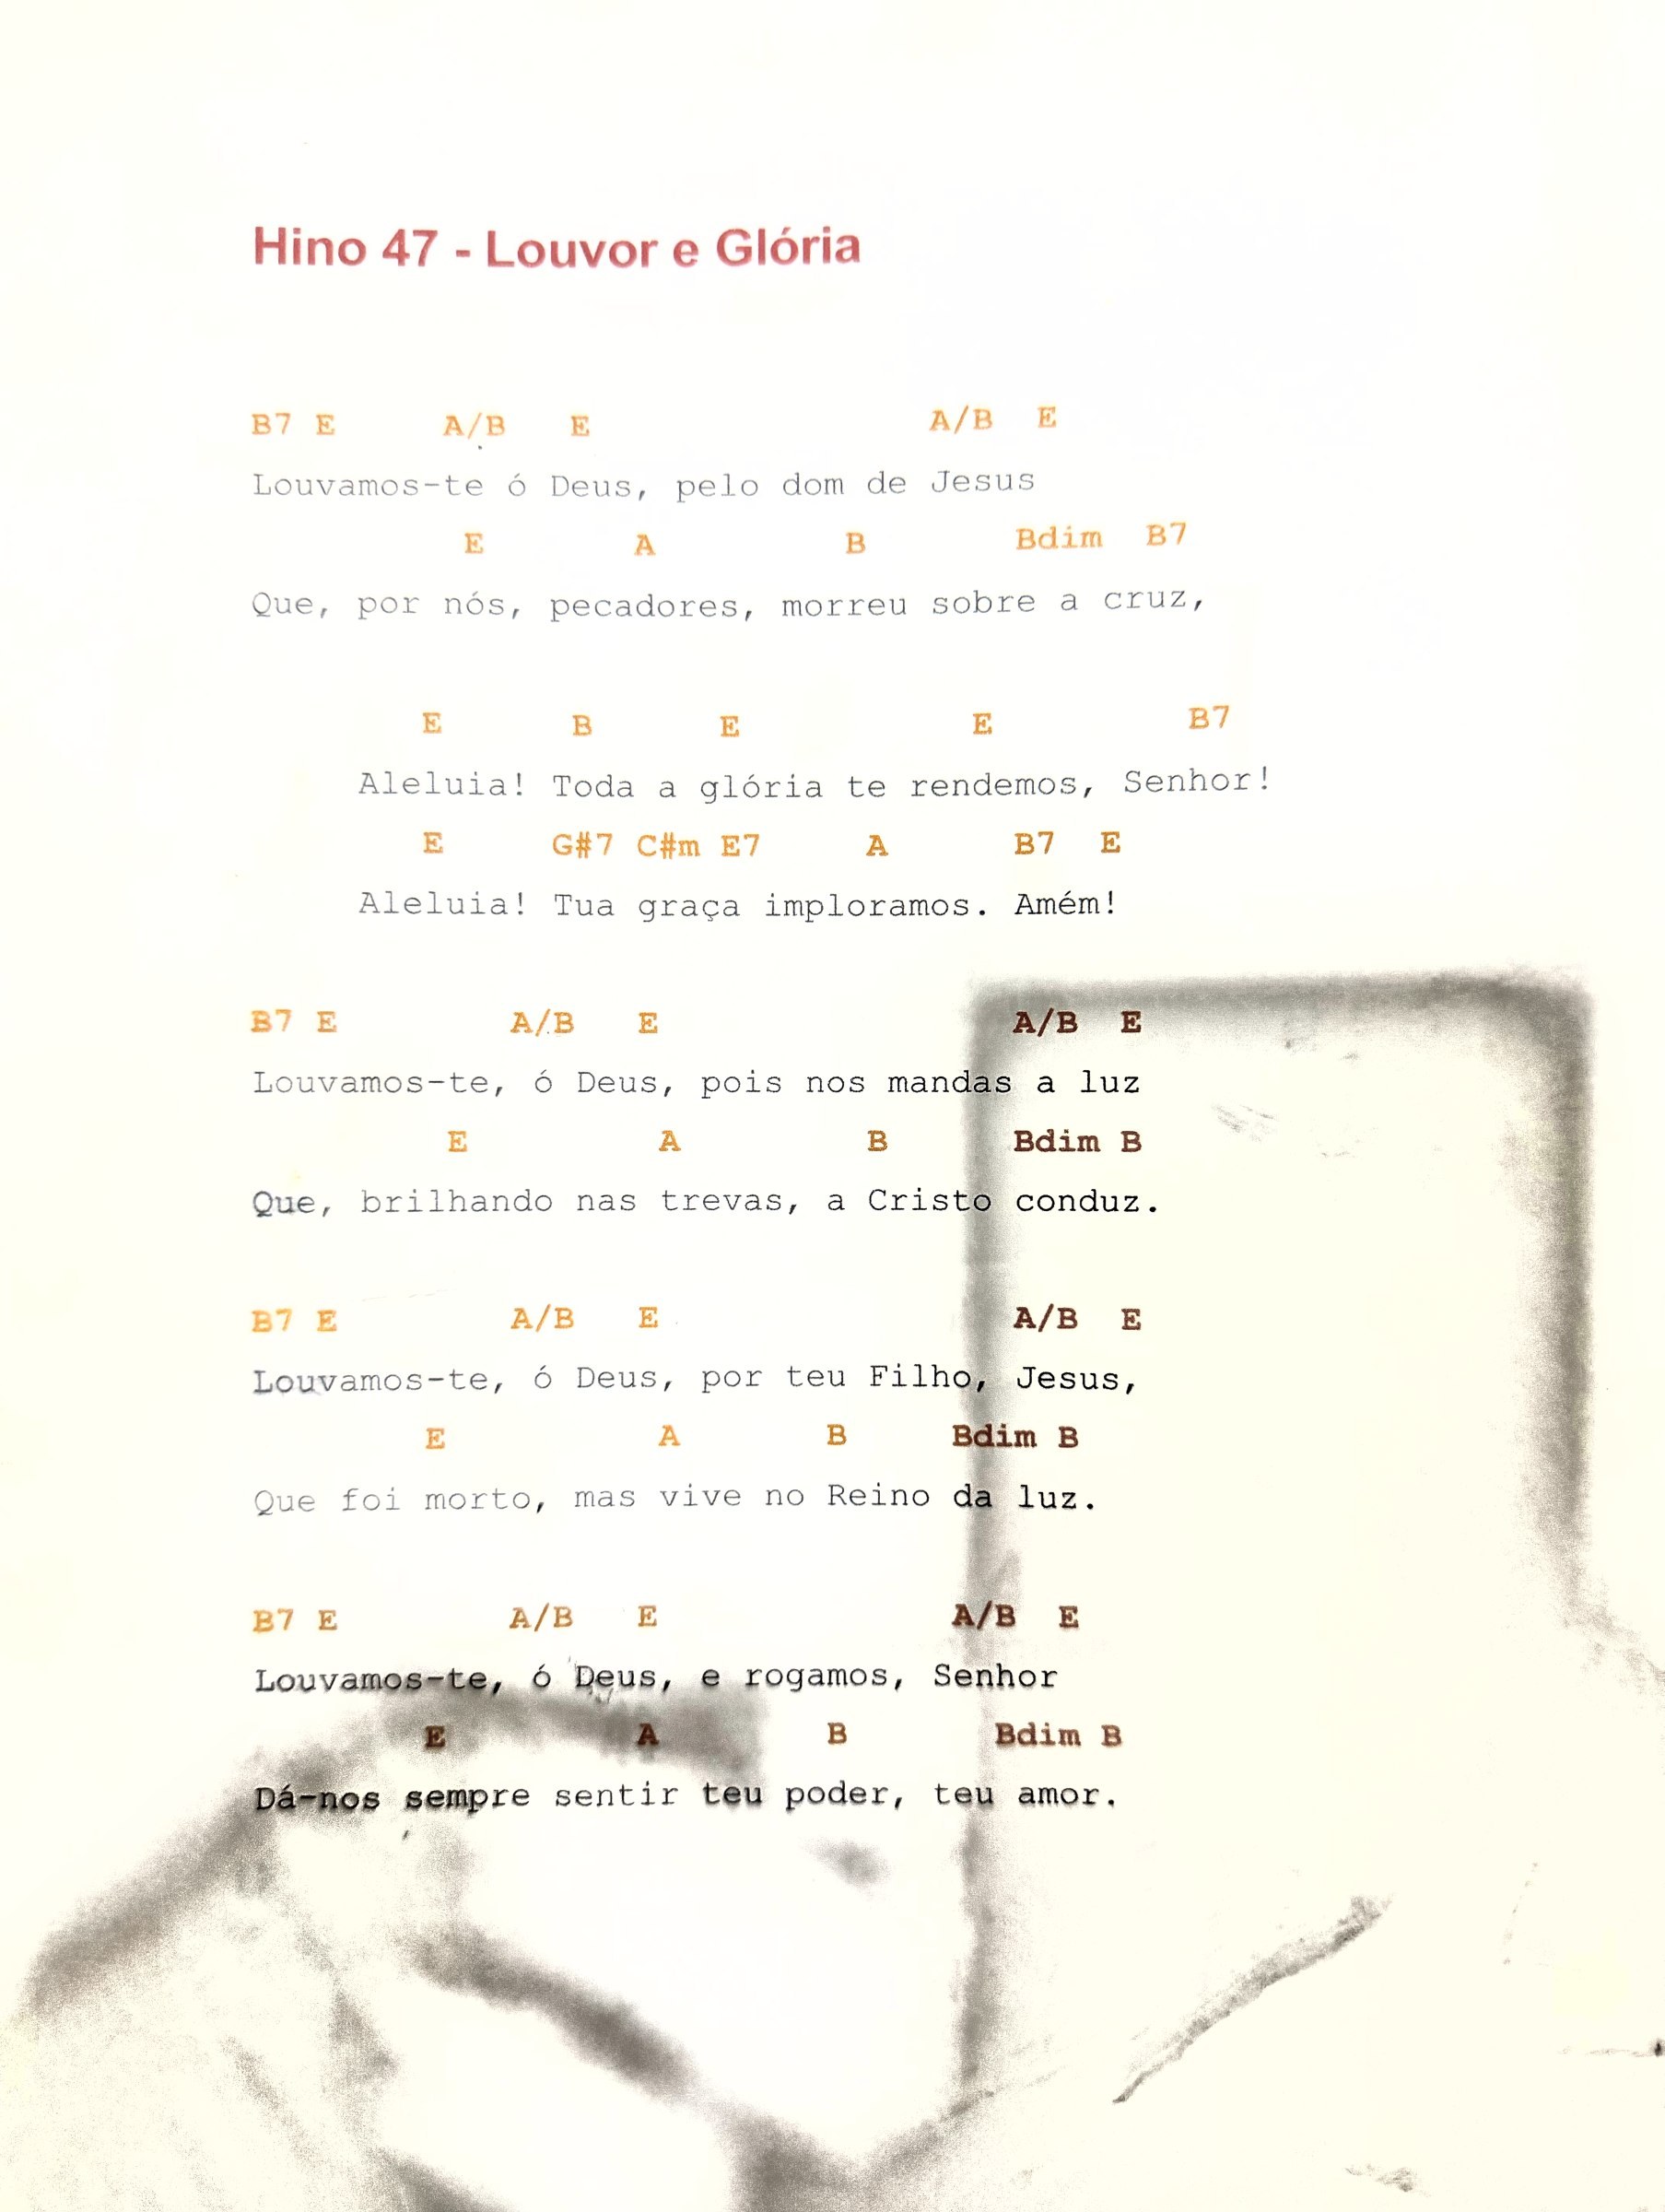 Hino 47 - Louvor e Glória
B7 E A/B E A/B E
Louvamos-te ó Deus, pelo dom de Jesus
E A B Bdim B7
Que, por nós, pecadores, morreu sobre a cruz,
E B E E B7
Aleluia! Toda a glória te rendemos, Senhor!
E G#7 C#m E7 A B7 E
Aleluia! Tua graça imploramos. Amém!
B7 E A/B E A/B E
Louvamos-te, ó Deus, pois nos mandas a luz
E A B Bdim B
Que, brilhando nas trevas, a Cristo conduz.
B7 E A/B E A/B E
Louvamos-te, ó Deus, por teu Filho, Jesus,
E A B Bdim B
Que foi morto, mas vive no Reino da luz.
B7 E A/B E A/B E
Louvamos-te, ó Deus, e rogamos, Senhor
E A B Bdim B
Dá-nos sempre sentir teu poder, teu amor.